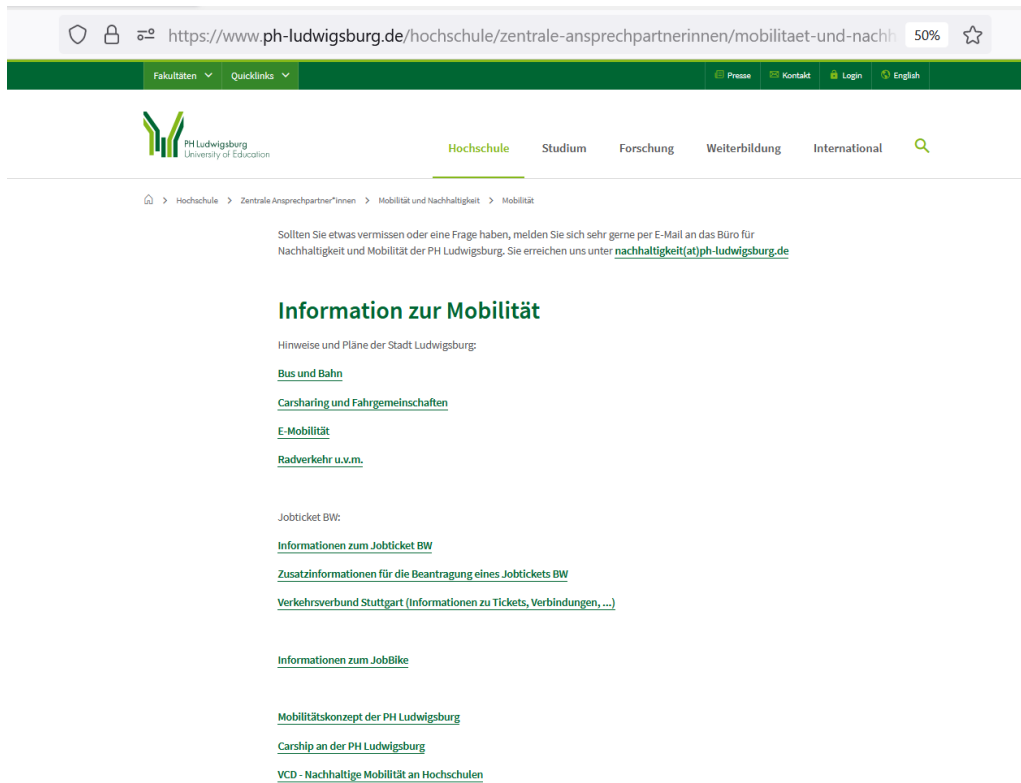 https://www.ph-ludwigsburg.de/hochschule/zentrale-ansprechpartnerinnen/mobilitaet-und-nachh 50%
Fakultäten Quicklinks Presse Kontakt Login English
PH Ludwigsburg
University of Education
Hochschule Studium Forschung Weiterbildung International
Hochschule > Zentrale Ansprechpartner*innen > Mobilität und Nachhaltigkeit > Mobilität
Sollten Sie etwas vermissen oder eine Frage haben, melden Sie sich sehr gerne per E-Mail an das Büro für
Nachhaltigkeit und Mobilität der PH Ludwigsburg. Sie erreichen uns unter nachhaltigkeit(at)ph-ludwigsburg.de
Information zur Mobilität
Hinweise und Pläne der Stadt Ludwigsburg:
Bus und Bahn
Carsharing und Fahrgemeinschaften
E-Mobilität
Radverkehr u.v.m.
Jobticket BW:
Informationen zum Jobticket BW
Zusatzinformationen für die Beantragung eines Jobtickets BW
Verkehrsverbund Stuttgart (Informationen zu Tickets, Verbindungen, ...)
Informationen zum JobBike
Mobilitätskonzept der PH Ludwigsburg
Carship an der PH Ludwigsburg
VCD - Nachhaltige Mobilität an Hochschulen